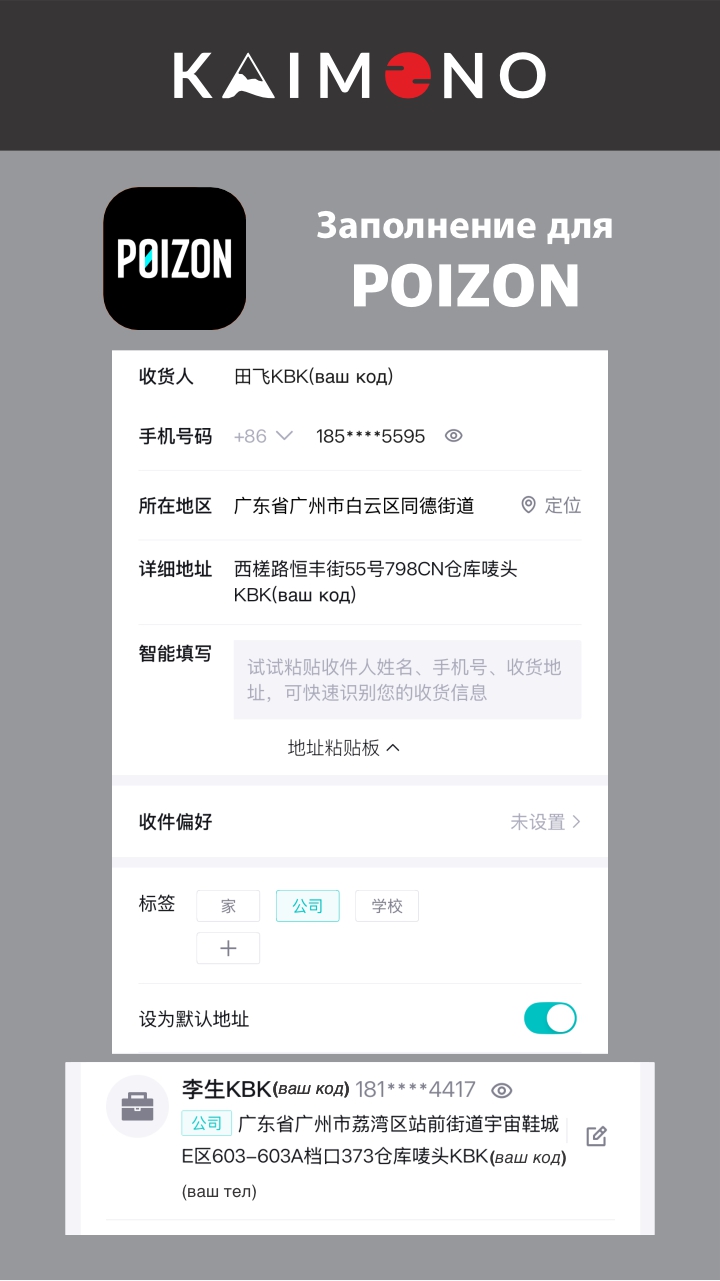 KAIMONO
POIZON
Заполнение для
POIZON
收货人 田飞KBK(ваш код)
手机号码 +86 185****5595
所在地区 广东省广州市白云区同德街道 定位
详细地址 西槎路恒丰街55号798CN仓库唛头
KBK(ваш код)
智能填写 试试粘贴收件人姓名、手机号、收货地
址，可快速识别您的收货信息
地址粘贴板
收件偏好 未设置
标签 家 公司 学校
设为默认地址
李生KBK(ваш код) 181****4417
公司 广东省广州市荔湾区站前街道宇宙鞋城
E区603-603A档口373仓库唛头KBK(ваш код)
(ваш тел)